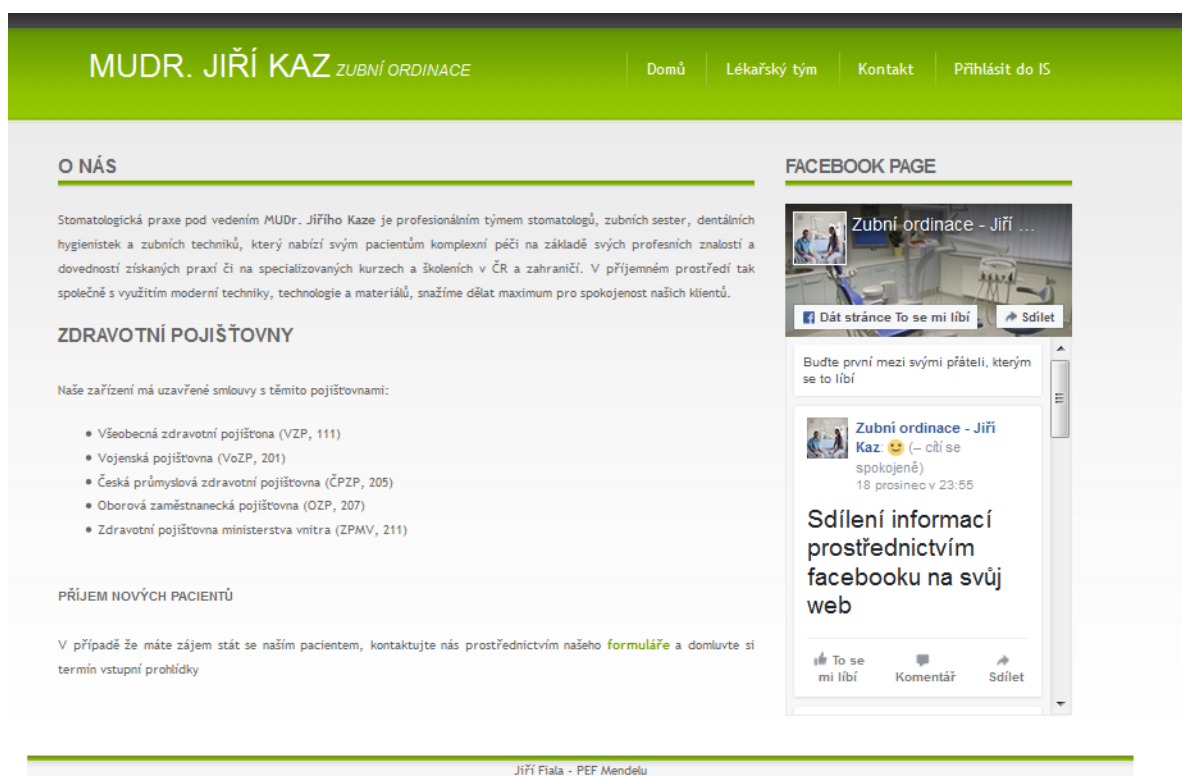 MUDR. JIŘÍ KAZ ZUBNÍ ORDINACE
Domů
Lékařský tým
Kontakt
Přihlásit do IS
O NÁS
Stomatologická praxe pod vedením MUDr. Jiřího Kaze je profesionálním týmem stomatologů, zubních sester, dentálních
hygienistek a zubních techniků, který nabízí svým pacientům komplexní péči na základě svých profesních znalostí a
dovedností získaných praxí či na specializovaných kurzech a školeních v ČR a zahraničí. V příjemném prostředí tak
společně s využitím moderní techniky, technologie a materiálů, snažíme dělat maximum pro spokojenost našich klientů.
ZDRAVOTNÍ POJIŠŤOVNY
Naše zařízení má uzavřené smlouvy s těmito pojišťovnami:
• Všeobecná zdravotní pojišťona (VZP, 111)
• Vojenská pojišťovna (VoZP, 201)
• Česká průmyslová zdravotní pojišťovna (ČPZP, 205)
• Oborová zaměstnanecká pojišťovna (OZP, 207)
• Zdravotní pojišťovna ministerstva vnitra (ZPMV, 211)
PŘÍJEM NOVÝCH PACIENTŮ
V případě že máte zájem stát se naším pacientem, kontaktujte nás prostřednictvím našeho formuláře a domluvte si
termín vstupní prohlídky
FACEBOOK PAGE
Zubní ordinace - Jiří ...
Dát stránce To se mi líbí
Sdílet
Buďte první mezi svými přáteli, kterým
se to líbí
Zubní ordinace - Jiří
Kaz: 🙂 (– cítí se
spokojeně)
18 prosinec v 23:55
Sdílení informací
prostřednictvím
facebooku na svůj
web
To se
mi líbí
Komentář
Sdílet
Jiří Fiala - PEF Mendelu